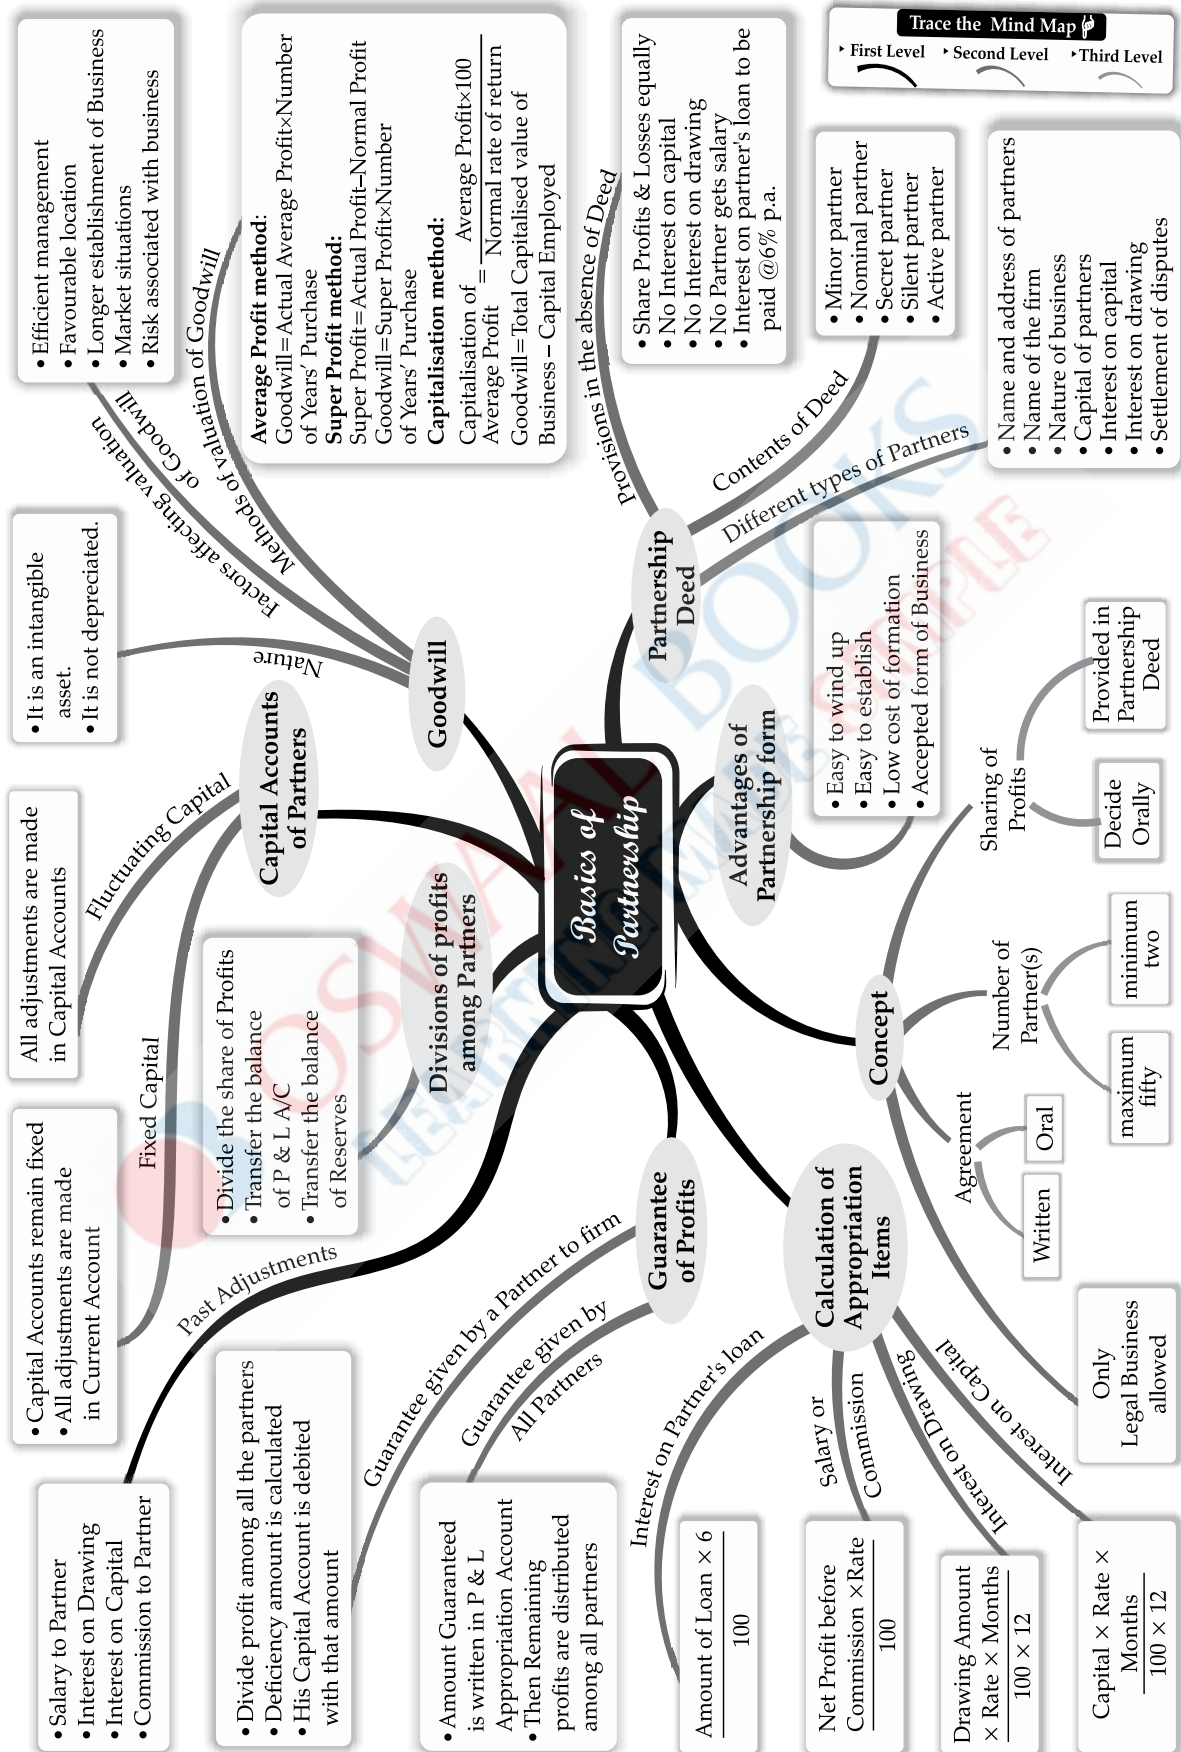 Trace the Mind Map
‣ First Level ‣ Second Level ‣ Third Level
Basics of
Partnership
Partnership
Deed
Provisions in the absence of Deed
• Share Profits & Losses equally
• No Interest on capital
• No Interest on drawing
• No Partner gets salary
• Interest on partner's loan to be
paid @6% p.a.
Contents of Deed
• Minor partner
• Nominal partner
• Secret partner
• Silent partner
• Active partner
Different types of Partners
• Name and address of partners
• Name of the firm
• Nature of business
• Capital of partners
• Interest on capital
• Interest on drawing
• Settlement of disputes
Advantages of
Partnership form
• Easy to wind up
• Easy to establish
• Low cost of formation
• Accepted form of Business
Concept
Sharing of
Profits
Provided in
Partnership
Deed
Decide
Orally
Number of
Partner(s)
minimum
two
maximum
fifty
Agreement
Oral
Written
Only
Legal Business
allowed
Calculation of
Appropriation
Items
Interest on Capital
Capital × Rate ×
Months
100 × 12
Interest on Drawing
Drawing Amount
× Rate × Months
100 × 12
Salary or
Commission
Net Profit before
Commission ×Rate
100
Interest on Partner's loan
Amount of Loan × 6
100
Guarantee
of Profits
Guarantee given by
All Partners
• Amount Guaranteed
is written in P & L
Appropriation Account
• Then Remaining
profits are distributed
among all partners
Guarantee given by a Partner to firm
• Divide profit among all the partners
• Deficiency amount is calculated
• His Capital Account is debited
with that amount
Past Adjustments
• Salary to Partner
• Interest on Drawing
• Interest on Capital
• Commission to Partner
Divisions of profits
among Partners
• Divide the share of Profits
• Transfer the balance
of P & L A/C
• Transfer the balance
of Reserves
Capital Accounts
of Partners
Fixed Capital
• Capital Accounts remain fixed
• All adjustments are made
in Current Account
Fluctuating Capital
All adjustments are made
in Capital Accounts
Goodwill
Nature
• It is an intangible
asset.
• It is not depreciated.
Factors affecting valuation
of Goodwill
• Efficient management
• Favourable location
• Longer establishment of Business
• Market situations
• Risk associated with business
Methods of valuation of Goodwill
Average Profit method:
Goodwill=Actual Average Profit×Number
of Years' Purchase
Super Profit method:
Super Profit=Actual Profit–Normal Profit
Goodwill=Super Profit×Number
of Years' Purchase
Capitalisation method:
Capitalisation of
Average Profit = Average Profit×100
Normal rate of return
Goodwill=Total Capitalised value of
Business – Capital Employed
OSWAAL BOOKS
LEARNING MADE SIMPLE